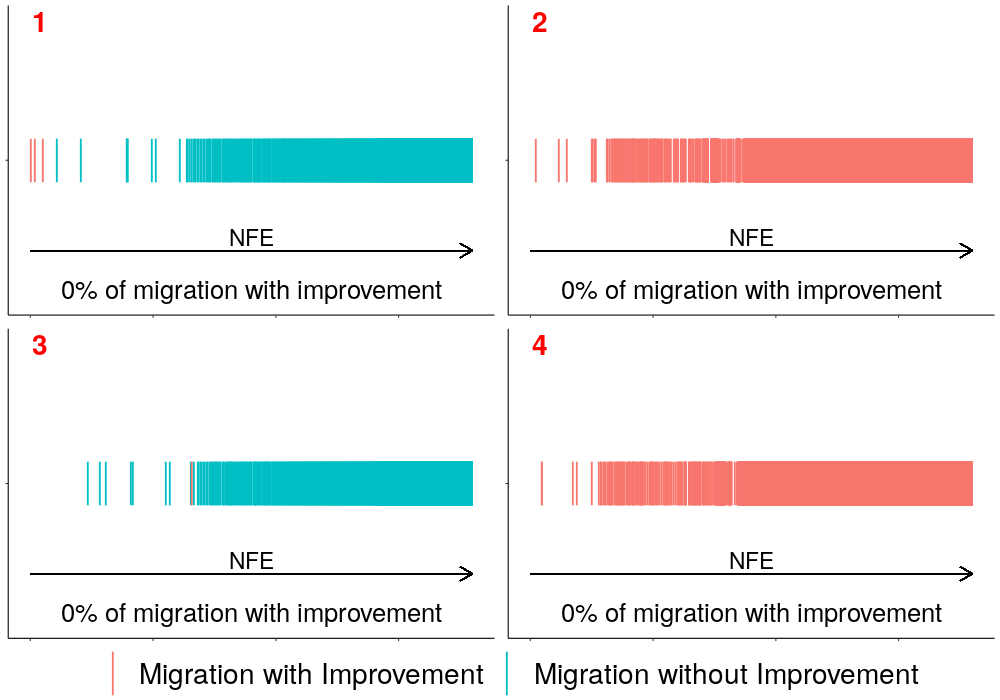 1
NFE
0% of migration with improvement
2
NFE
0% of migration with improvement
3
NFE
0% of migration with improvement
4
NFE
0% of migration with improvement
Migration with Improvement
Migration without Improvement